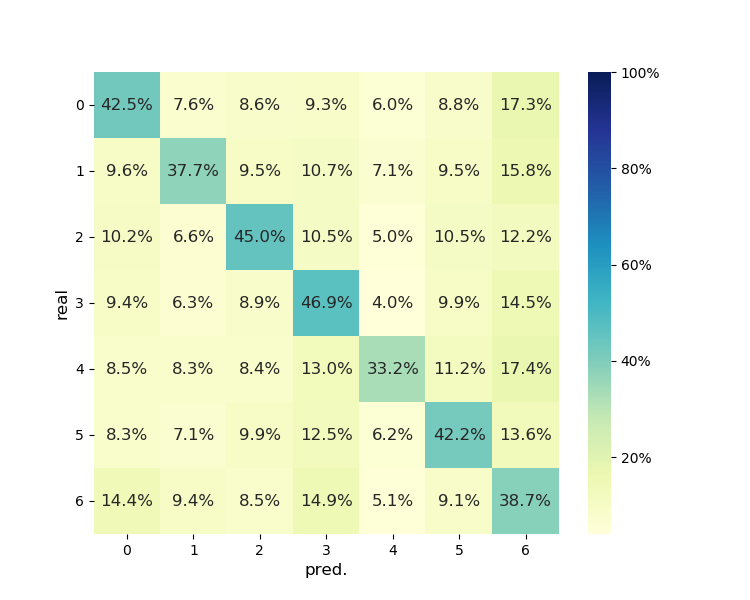 100%
0 42.5% 7.6% 8.6% 9.3% 6.0% 8.8% 17.3%
1 9.6% 37.7% 9.5% 10.7% 7.1% 9.5% 15.8%
80%
2 10.2% 6.6% 45.0% 10.5% 5.0% 10.5% 12.2%
60%
real
3 9.4% 6.3% 8.9% 46.9% 4.0% 9.9% 14.5%
40%
4 8.5% 8.3% 8.4% 13.0% 33.2% 11.2% 17.4%
5 8.3% 7.1% 9.9% 12.5% 6.2% 42.2% 13.6%
20%
6 14.4% 9.4% 8.5% 14.9% 5.1% 9.1% 38.7%
0 1 2 3 4 5 6
pred.